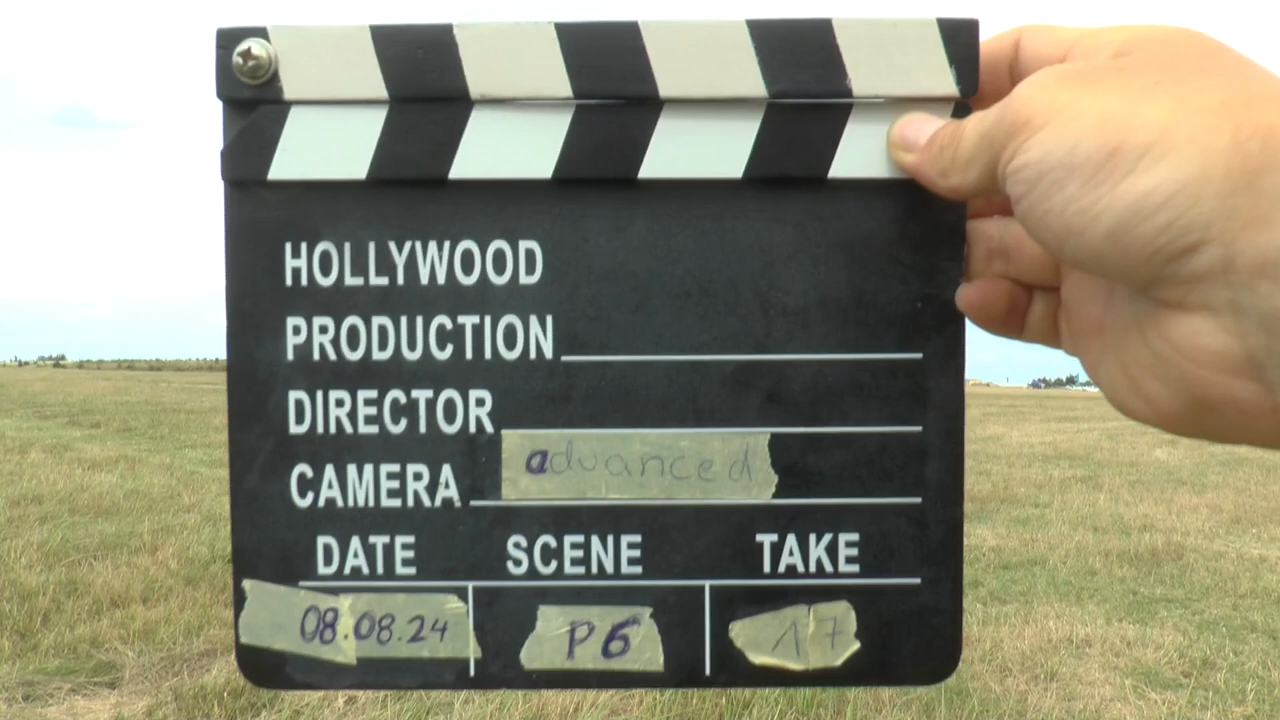 HOLLYWOOD
PRODUCTION
DIRECTOR
CAMERA advanced
DATE SCENE TAKE
08.08.24 P6 17